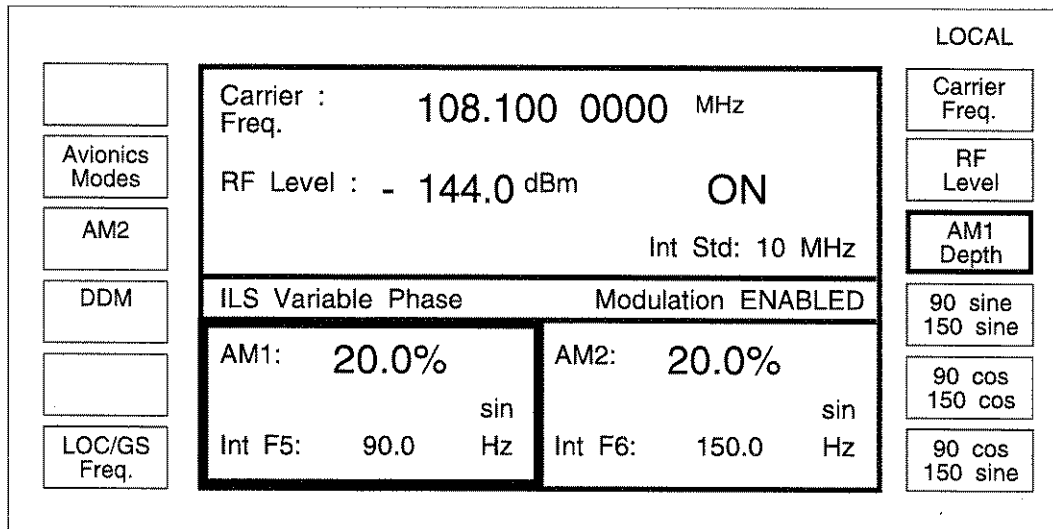 LOCAL
Avionics
Modes
AM2
DDM
LOC/GS
Freq.
Carrier :
Freq.
108.100 0000 MHz
RF Level : - 144.0 dBm ON
Int Std: 10 MHz
ILS Variable Phase Modulation ENABLED
AM1: 20.0%
sin
Int F5: 90.0 Hz
AM2: 20.0%
sin
Int F6: 150.0 Hz
Carrier
Freq.
RF
Level
AM1
Depth
90 sine
150 sine
90 cos
150 cos
90 cos
150 sine